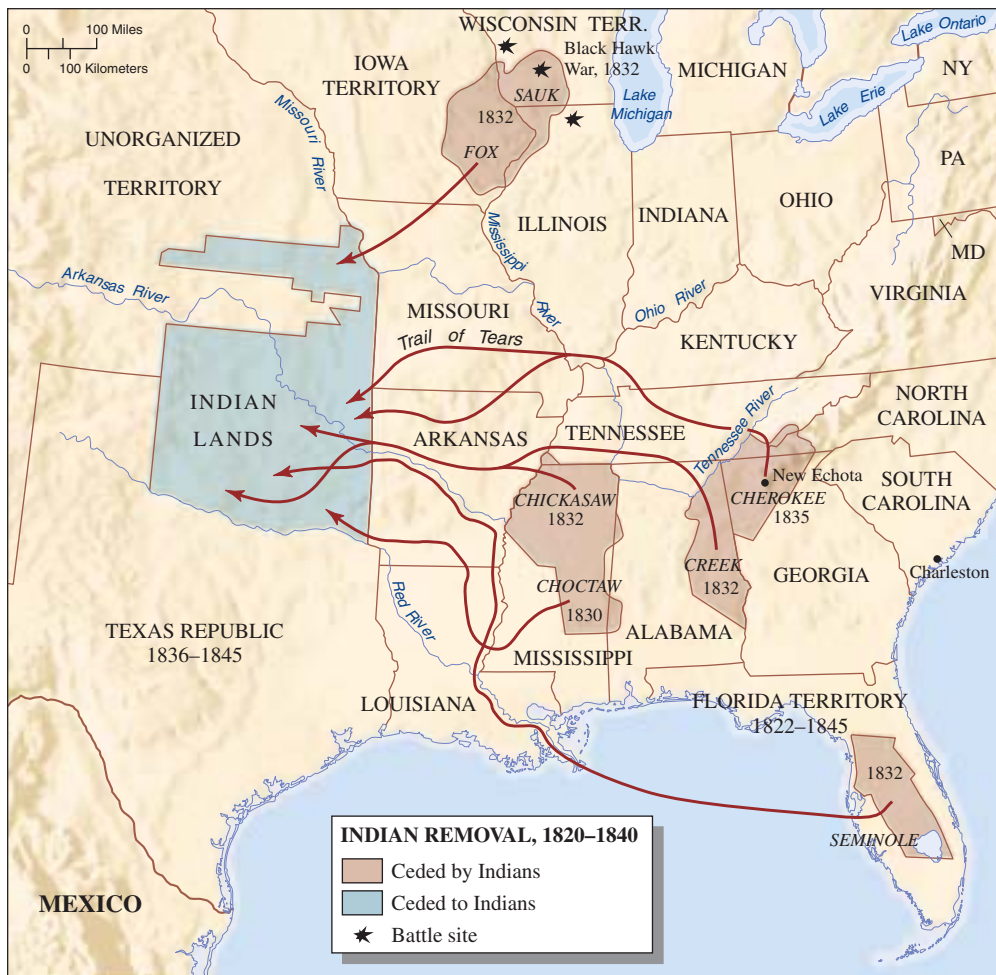 0 100 Miles
0 100 Kilometers
WISCONSIN TERR.
Black Hawk
War, 1832
Lake Ontario
IOWA
TERRITORY
MICHIGAN
NY
SAUK
Lake
Michigan
Lake Erie
1832
Missouri River
UNORGANIZED
TERRITORY
FOX
PA
ILLINOIS
INDIANA
OHIO
Mississippi
River
MD
Arkansas River
VIRGINIA
MISSOURI
Ohio River
Trail of Tears
KENTUCKY
INDIAN
LANDS
NORTH
CAROLINA
ARKANSAS
TENNESSEE
Tennessee River
New Echota
CHEROKEE
1835
SOUTH
CAROLINA
CHICKASAW
1832
CREEK
1832
Charleston
GEORGIA
CHOCTAW
1830
Red River
TEXAS REPUBLIC
1836–1845
ALABAMA
MISSISSIPPI
LOUISIANA
FLORIDA TERRITORY
1822–1845
1832
SEMINOLE
MEXICO
INDIAN REMOVAL, 1820–1840
Ceded by Indians
Ceded to Indians
Battle site